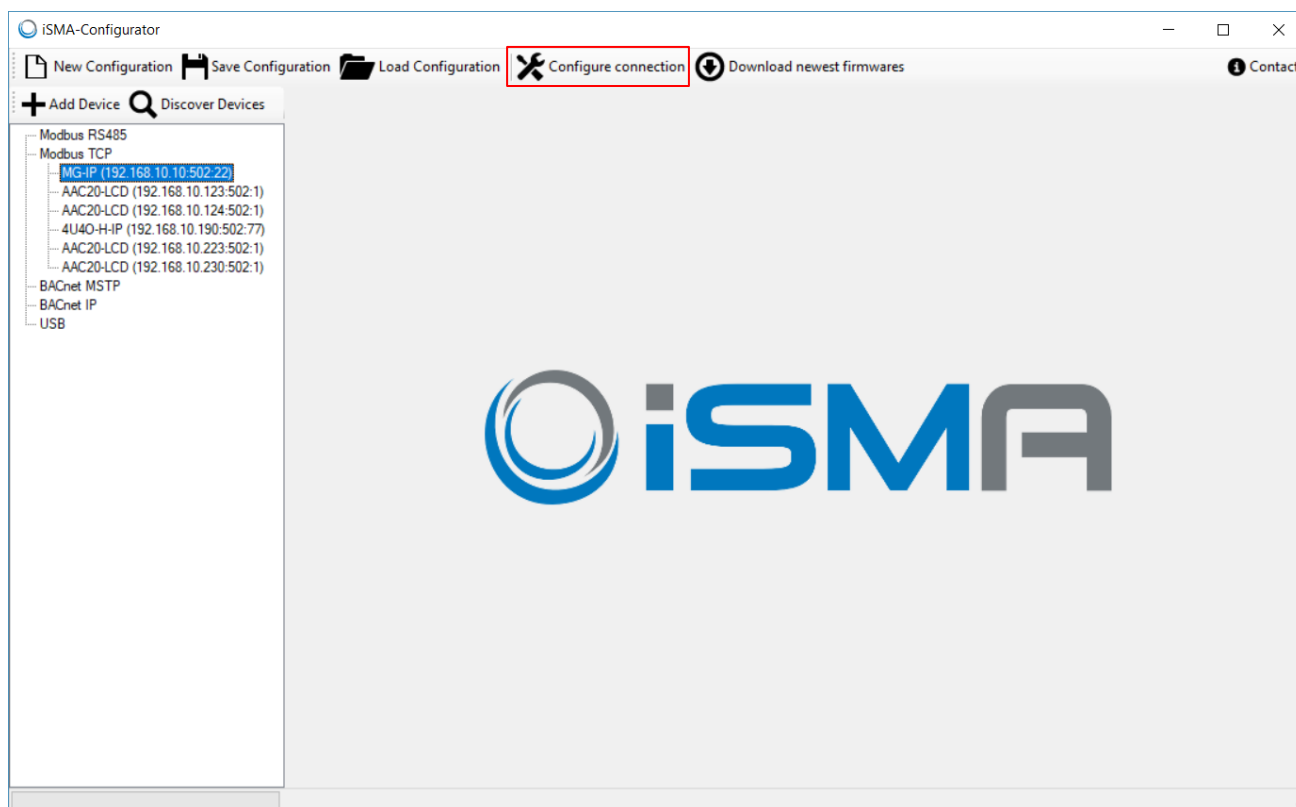 iSMA-Configurator
New Configuration Save Configuration Load Configuration Configure connection Download newest firmwares Contact
Add Device Discover Devices
Modbus RS485
Modbus TCP
MG-IP (192.168.10.10:502:22)
AAC20-LCD (192.168.10.123:502:1)
AAC20-LCD (192.168.10.124:502:1)
4U4O-H-IP (192.168.10.190:502:77)
AAC20-LCD (192.168.10.223:502:1)
AAC20-LCD (192.168.10.230:502:1)
BACnet MSTP
BACnet IP
USB
iSMA